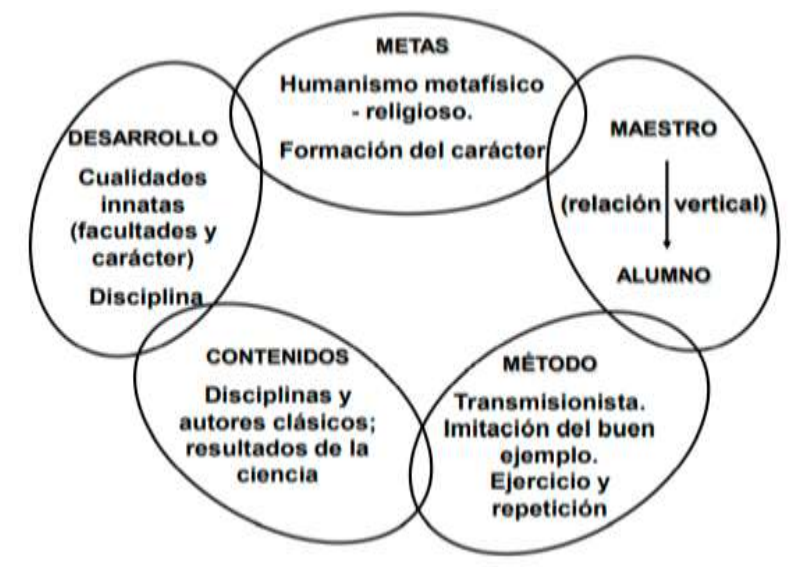 METAS
Humanismo metafísico
- religioso.
Formación del carácter
DESARROLLO
Cualidades
innatas
(facultades y
carácter)
Disciplina
MAESTRO
(relación vertical)
ALUMNO
CONTENIDOS
Disciplinas y
autores clásicos;
resultados de la
ciencia
MÉTODO
Transmisionista.
Imitación del buen
ejemplo.
Ejercicio y
repetición